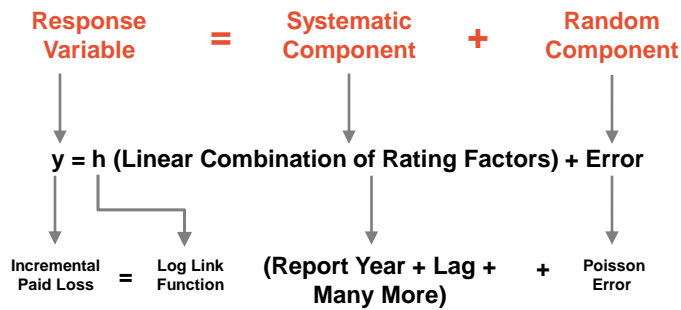 Response Variable = Systematic Component + Random Component
y = h (Linear Combination of Rating Factors) + Error
Incremental Paid Loss = Log Link Function (Report Year + Lag + Many More) + Poisson Error